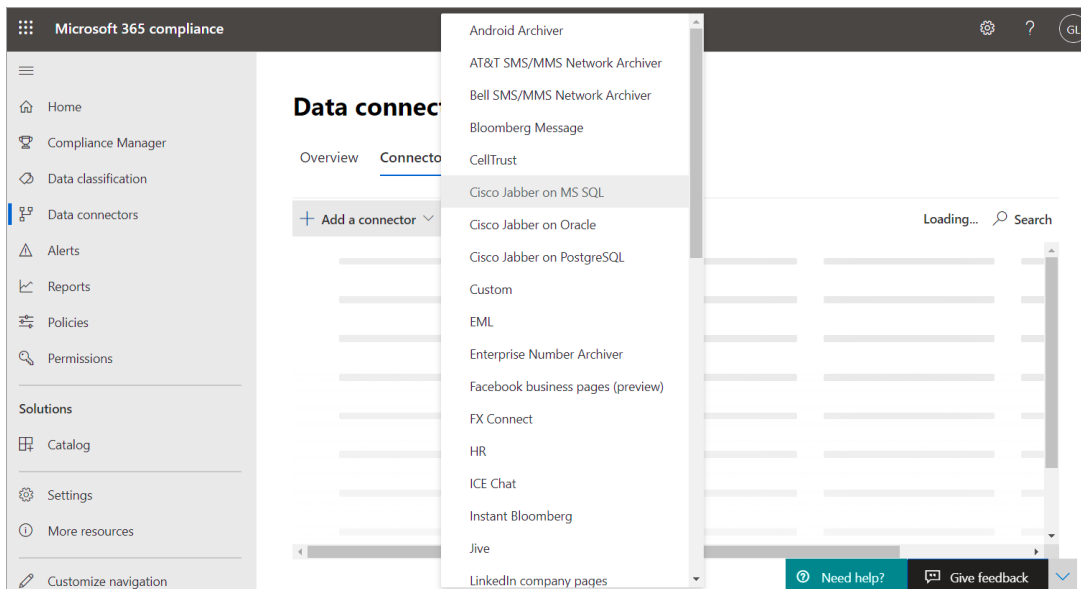 Microsoft 365 compliance
?
GL
Home
Compliance Manager
Data classification
Data connectors
Alerts
Reports
Policies
Permissions
Solutions
Catalog
Settings
More resources
Customize navigation
Data connec
Overview
Connecto
Add a connector
Loading...
Search
Android Archiver
AT&T SMS/MMS Network Archiver
Bell SMS/MMS Network Archiver
Bloomberg Message
CellTrust
Cisco Jabber on MS SQL
Cisco Jabber on Oracle
Cisco Jabber on PostgreSQL
Custom
EML
Enterprise Number Archiver
Facebook business pages (preview)
FX Connect
HR
ICE Chat
Instant Bloomberg
Jive
LinkedIn company pages
Need help?
Give feedback